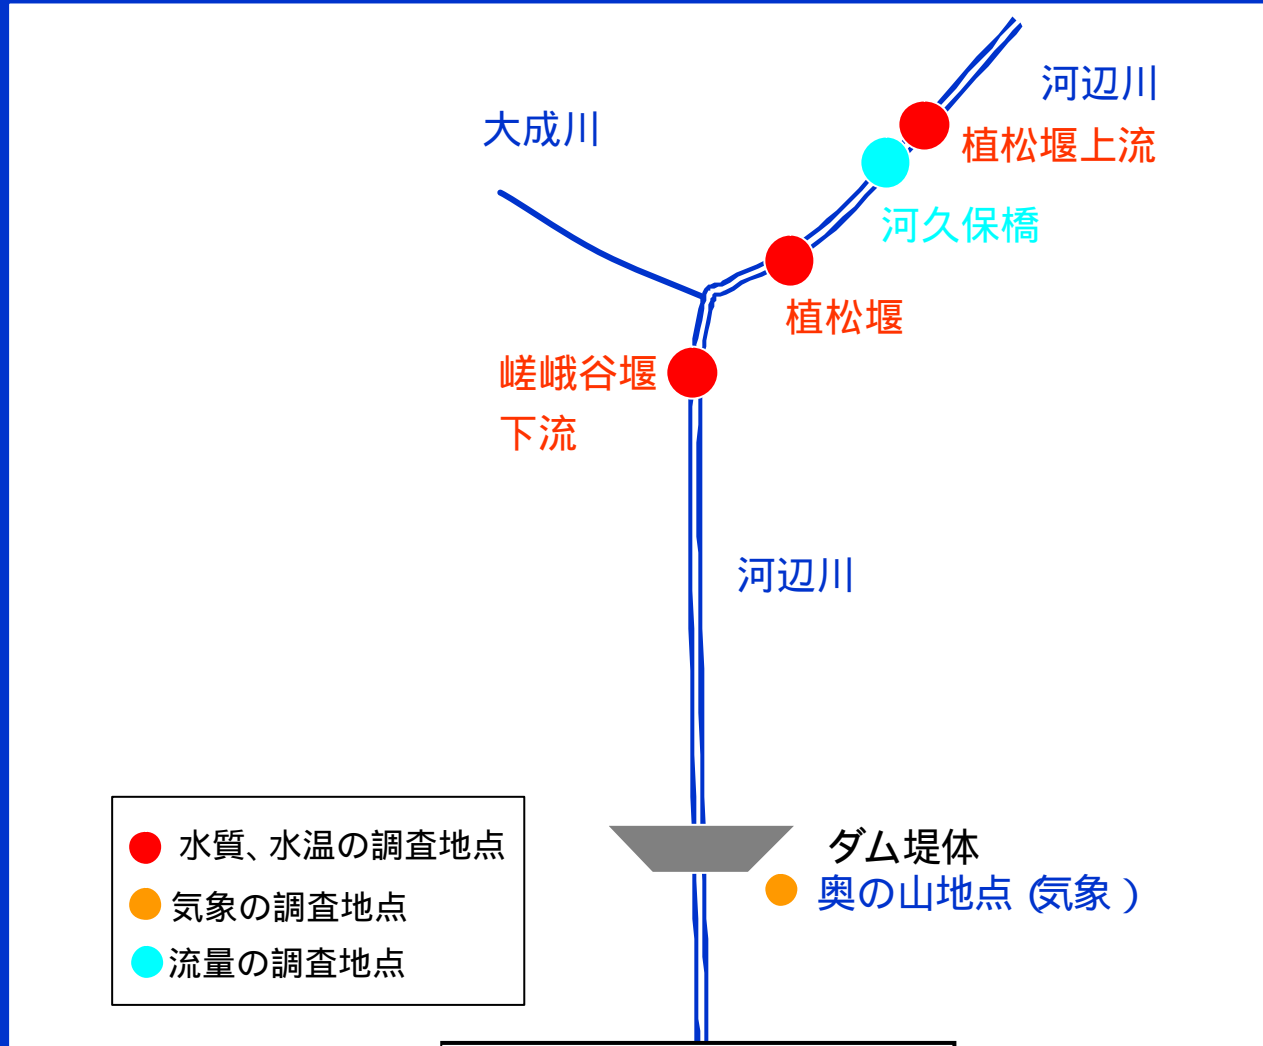 河辺川
大成川
植松堰上流
河久保橋
植松堰
嵯峨谷堰
下流
河辺川
ダム堤体
奥の山地点（気象）
水質、水温の調査地点
気象の調査地点
流量の調査地点